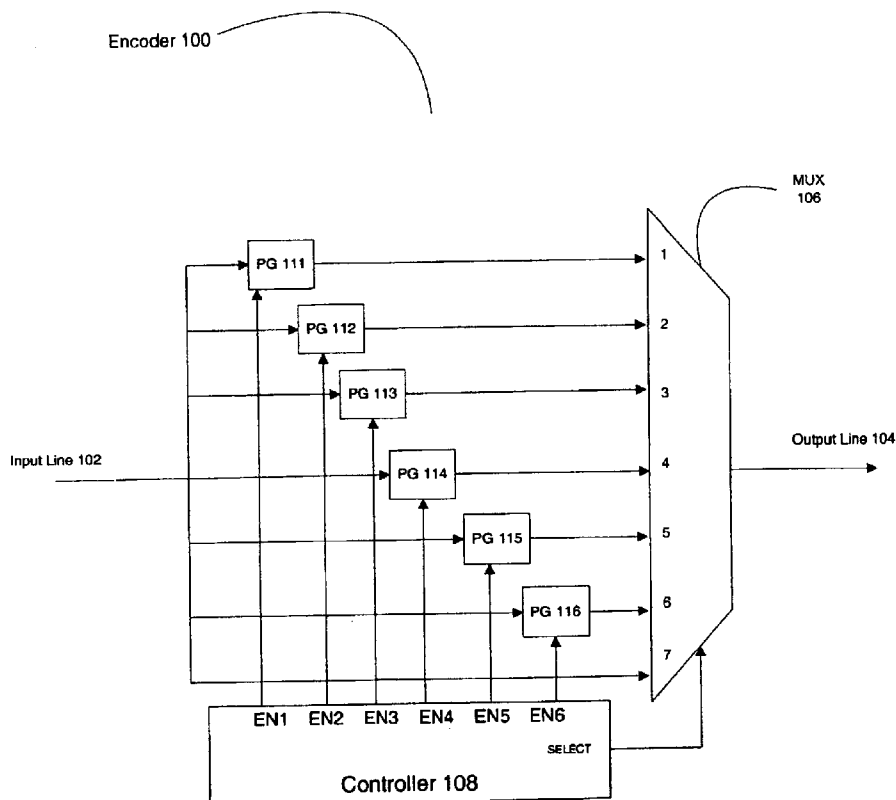 Encoder 100
MUX
106
PG 111
1
PG 112
2
PG 113
3
Input Line 102
PG 114
4
Output Line 104
PG 115
5
PG 116
6
7
EN1 EN2 EN3 EN4 EN5 EN6
SELECT
Controller 108